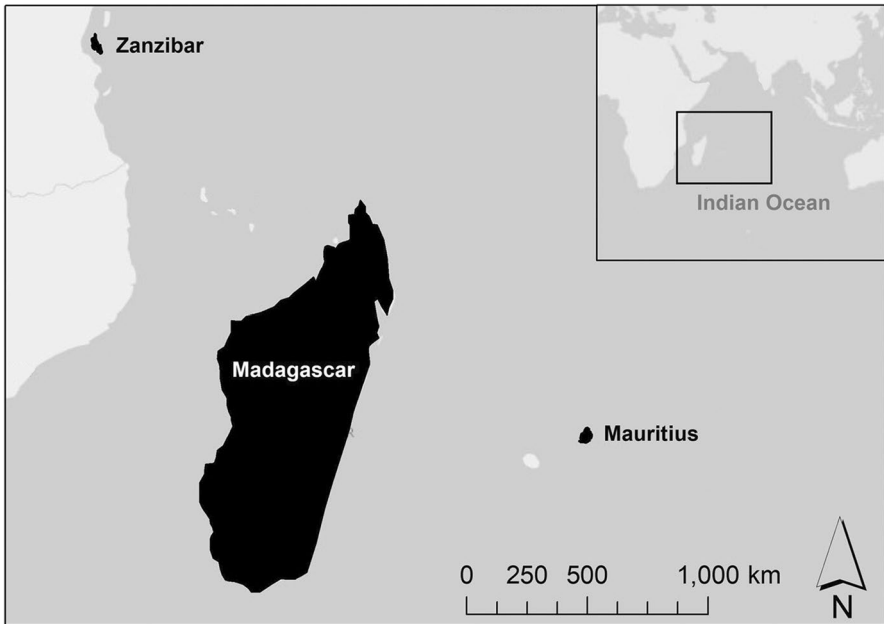 Zanzibar
Indian Ocean
Madagascar
Mauritius
0 250 500 1,000 km
N